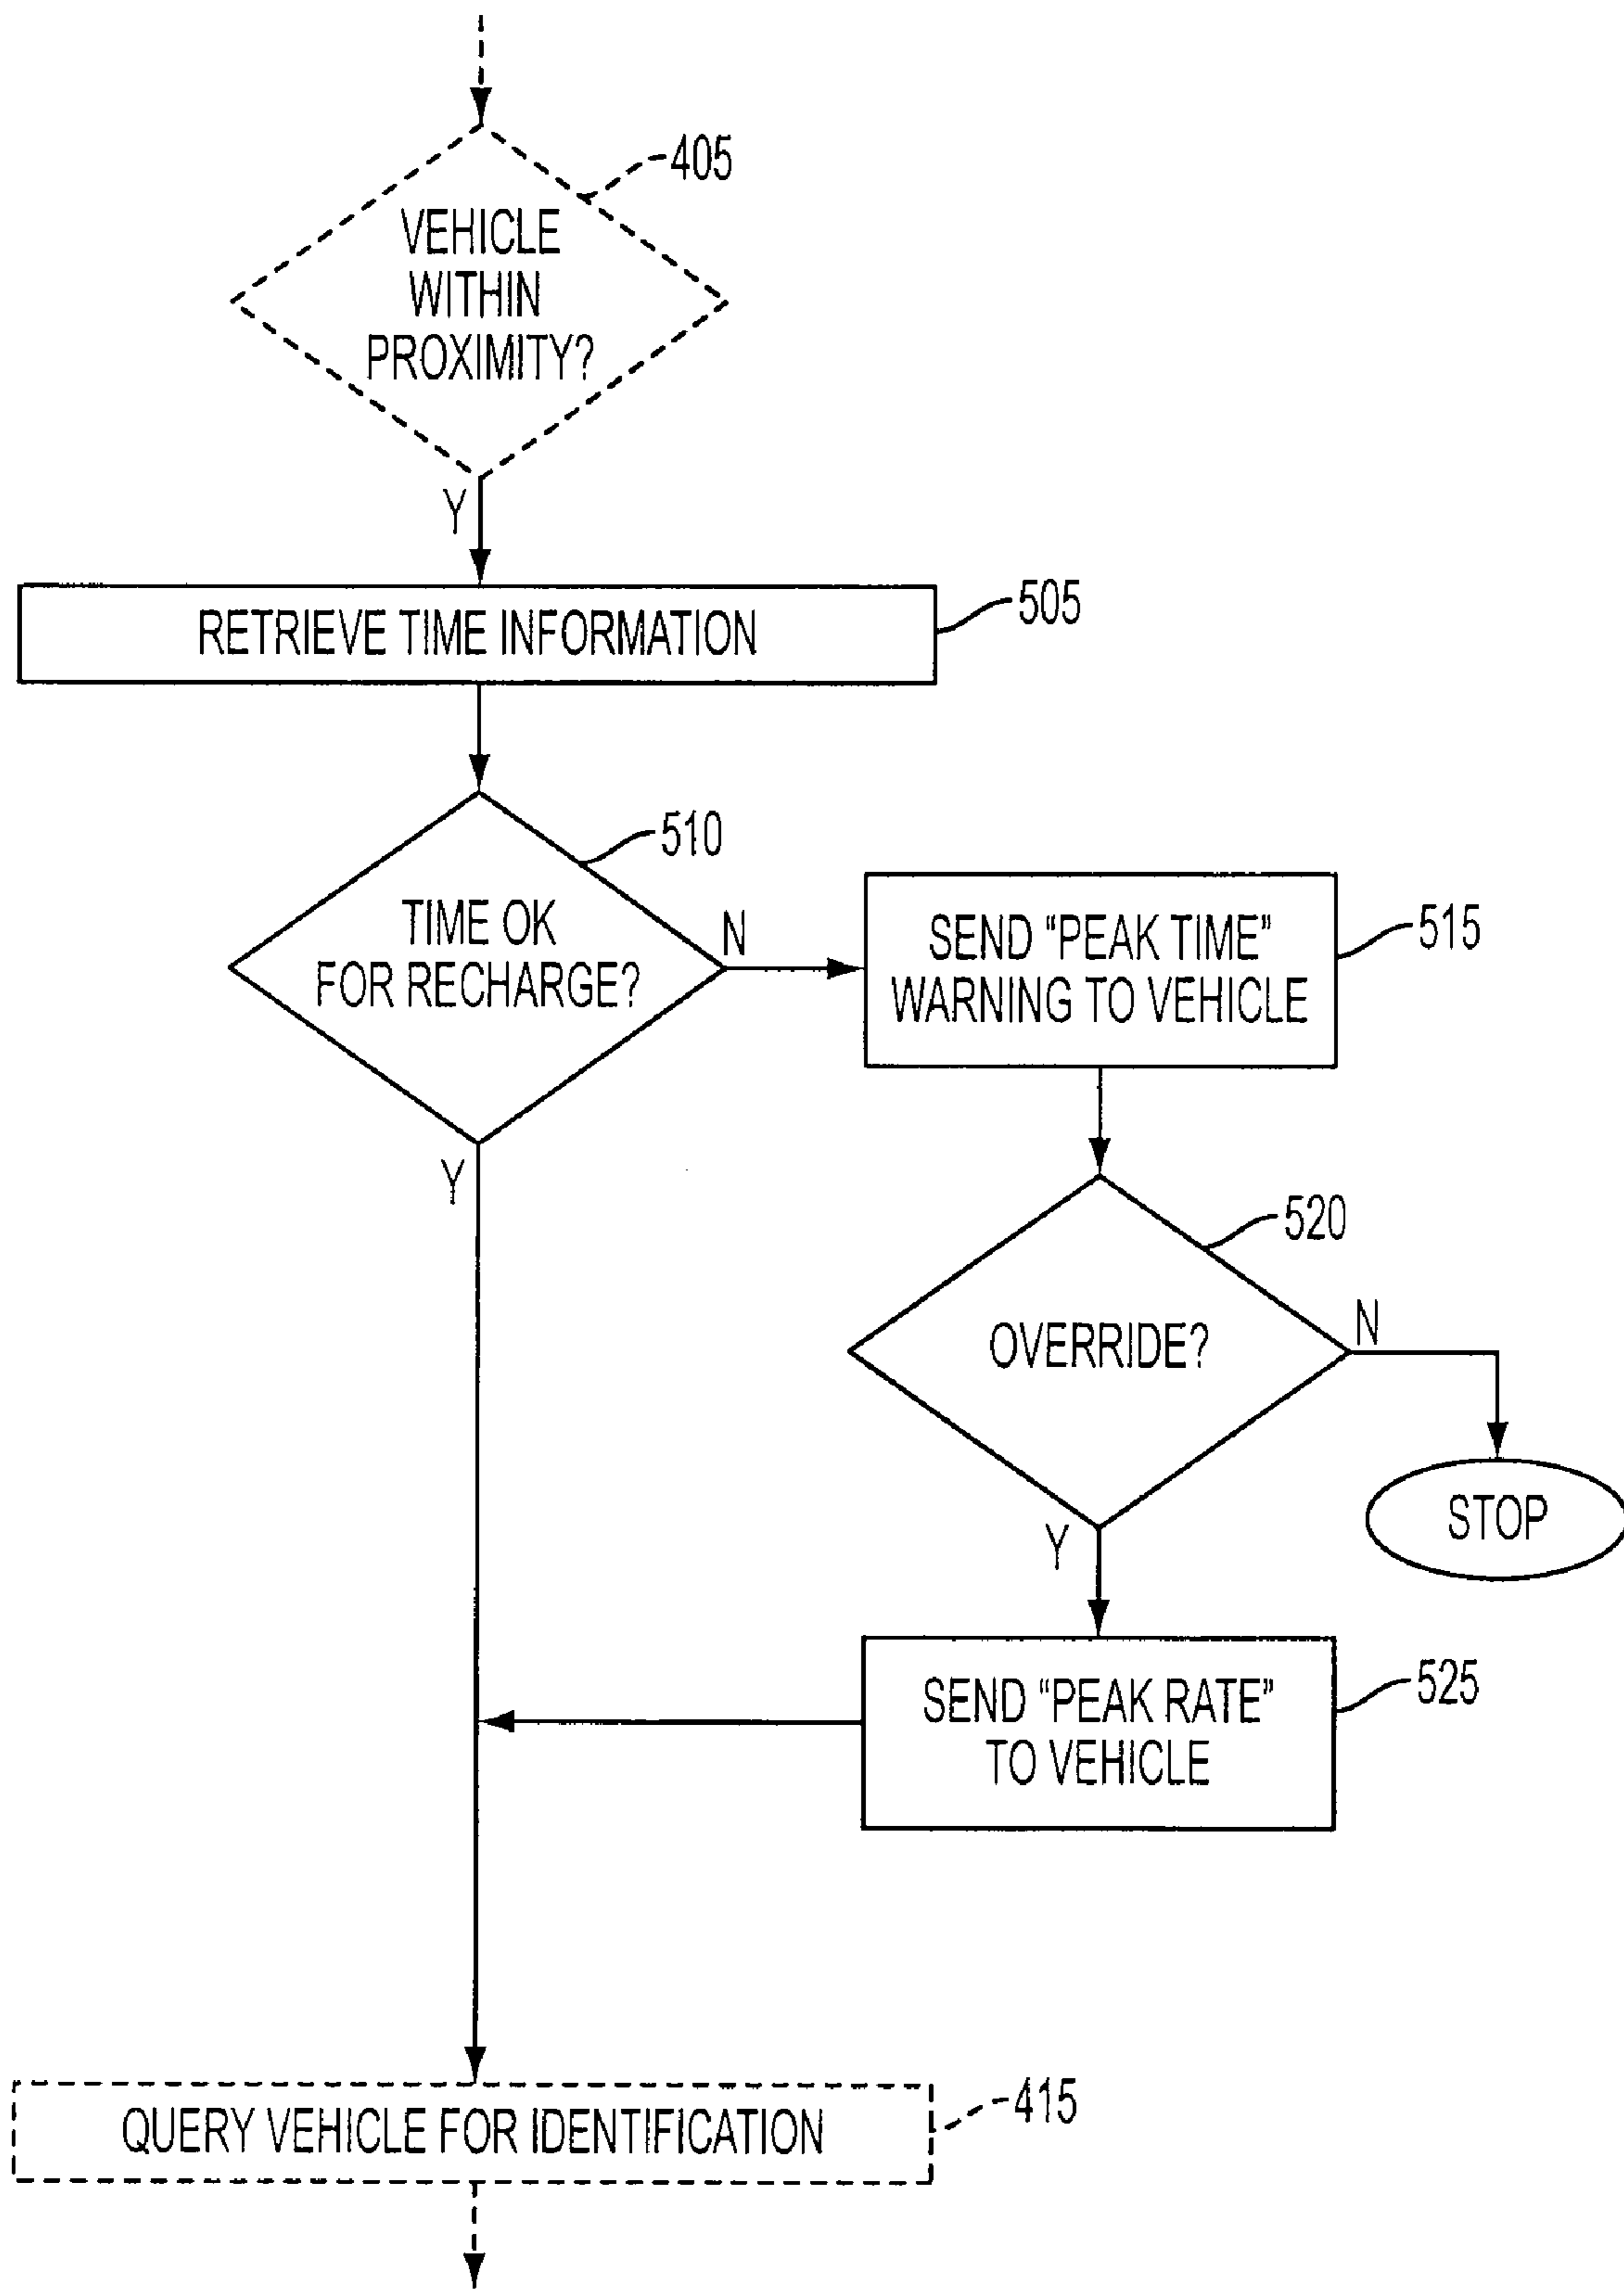 405
VEHICLE
WITHIN
PROXIMITY?
Y
RETRIEVE TIME INFORMATION
505
510
TIME OK
FOR RECHARGE?
N
SEND “PEAK TIME”
WARNING TO VEHICLE
515
Y
520
OVERRIDE?
N
STOP
Y
SEND “PEAK RATE”
TO VEHICLE
525
QUERY VEHICLE FOR IDENTIFICATION
415